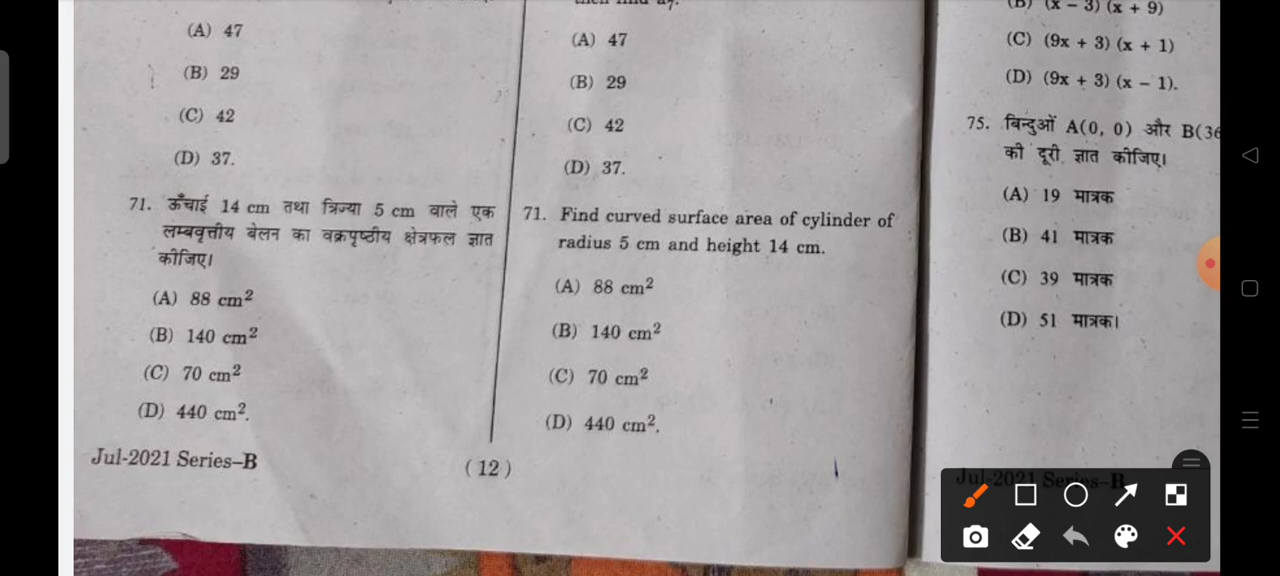 (A) 47
(B) 29
(C) 42
(D) 37.
71. ऊँचाई 14 cm तथा त्रिज्या 5 cm वाले एक
लम्बवृत्तीय बेलन का वक्रपृष्ठीय क्षेत्रफल ज्ञात
कीजिए।
(A) 88 cm²
(B) 140 cm²
(C) 70 cm²
(D) 440 cm².
Jul-2021 Series–B
(12)
(A) 47
(B) 29
(C) 42
(D) 37.
71. Find curved surface area of cylinder of
radius 5 cm and height 14 cm.
(A) 88 cm²
(B) 140 cm²
(C) 70 cm²
(D) 440 cm².
(B) (x – 3) (x + 9)
(C) (9x + 3) (x + 1)
(D) (9x + 3) (x – 1).
75. बिन्दुओं A(0, 0) और B(36
की दूरी ज्ञात कीजिए।
(A) 19 मात्रक
(B) 41 मात्रक
(C) 39 मात्रक
(D) 51 मात्रक।
Jul-2021 Series–B